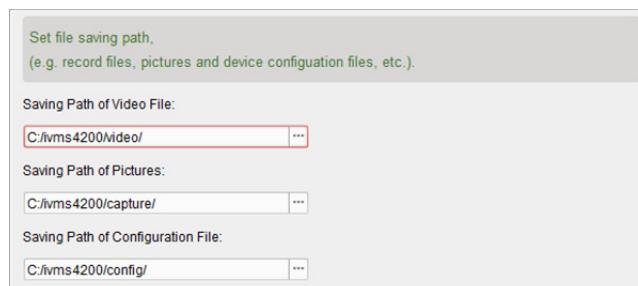 Set file saving path,
(e.g. record files, pictures and device configuation files, etc.).
Saving Path of Video File:
C:/ivms4200/video/
Saving Path of Pictures:
C:/ivms4200/capture/
Saving Path of Configuration File:
C:/ivms4200/config/